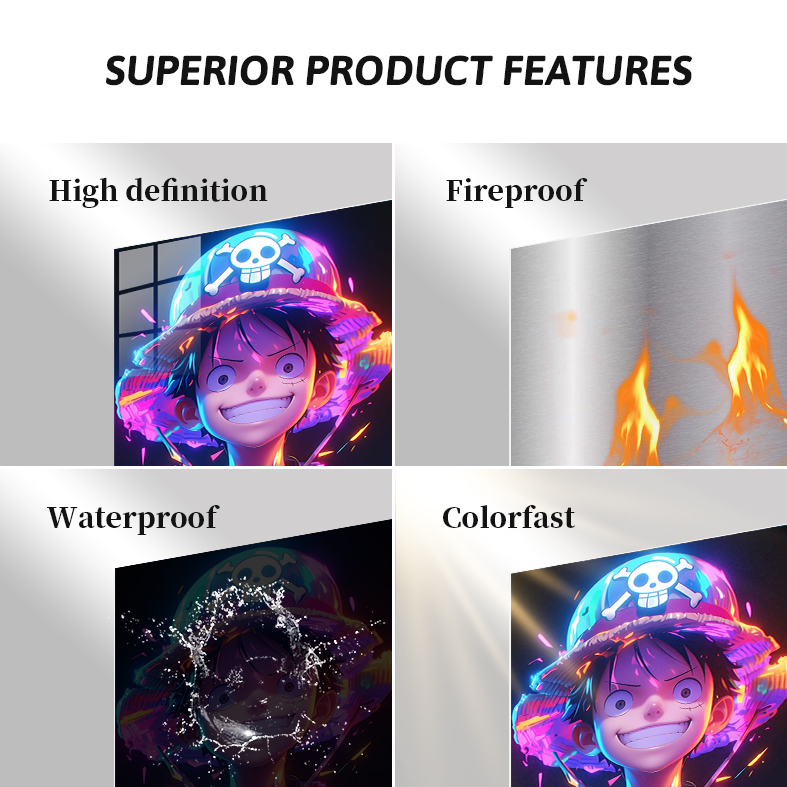 SUPERIOR PRODUCT FEATURES
High definition
Fireproof
Waterproof
Colorfast